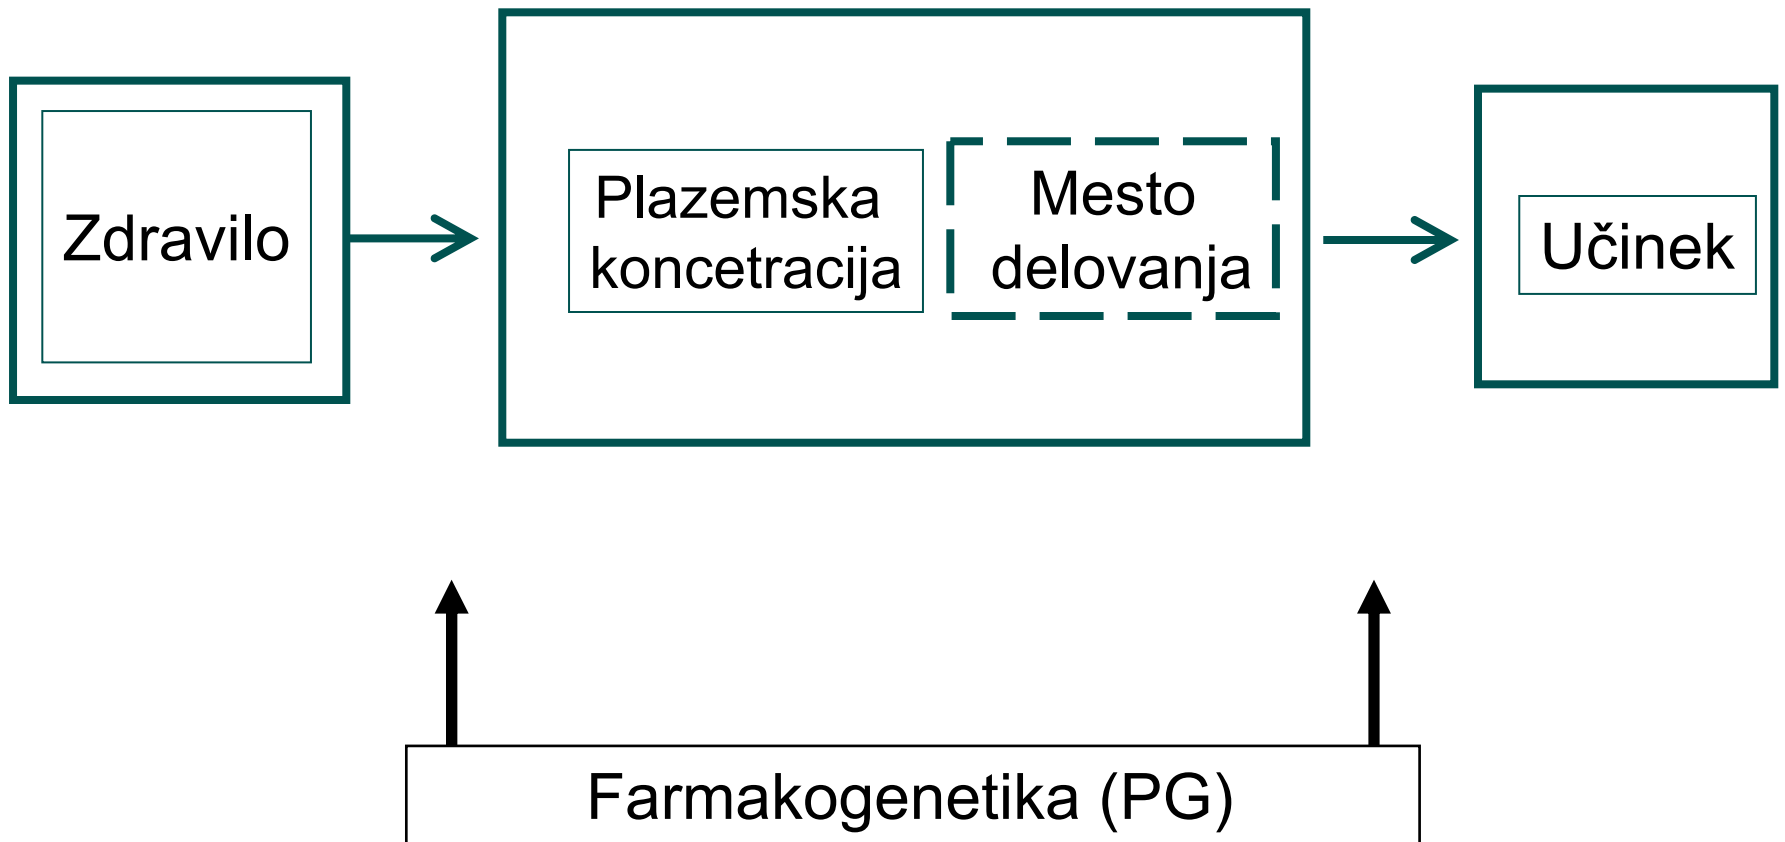 Zdravilo
Plazemska
koncetracija
Mesto
delovanja
Učinek
Farmakogenetika (PG)